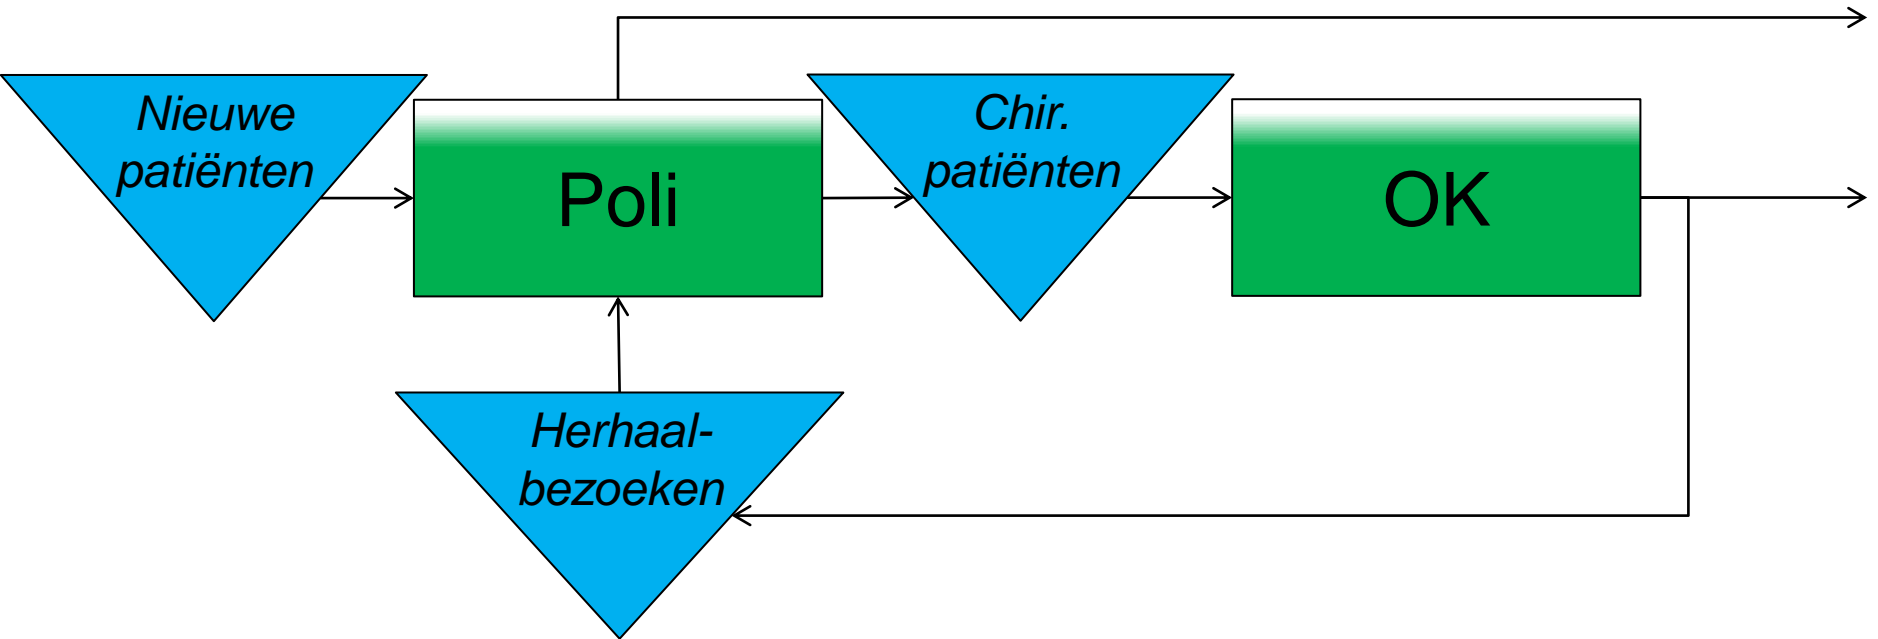 Nieuwe
patiënten
Poli
Chir.
patiënten
OK
Herhaal-
bezoeken